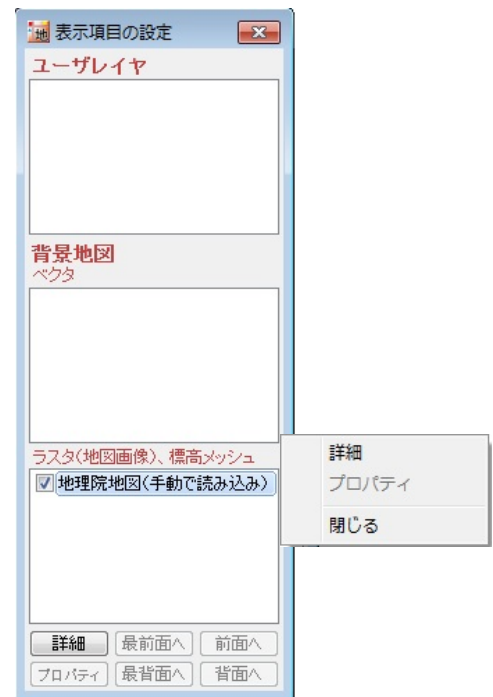 地 表示項目の設定
ユーザレイヤ
背景地図
ベクタ
ラスタ(地図画像)、標高メッシュ
地理院地図(手動で読み込み)
詳細
プロパティ
閉じる
詳細 最前面へ 前面へ
プロパティ 最背面へ 背面へ